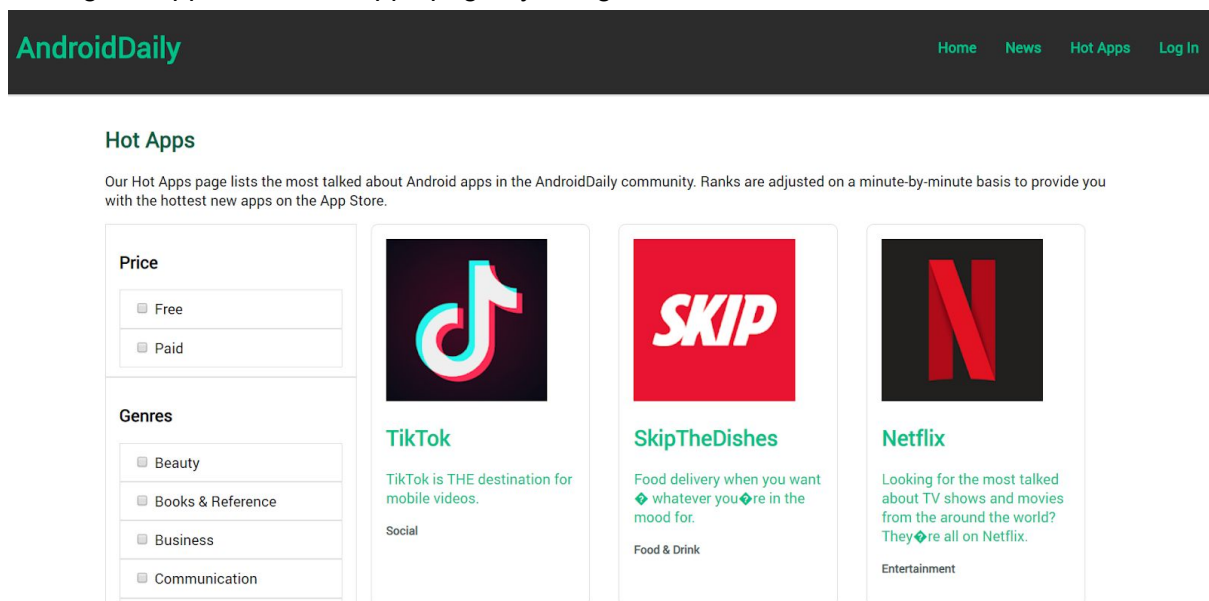 AndroidDaily
Home News Hot Apps Log In
Hot Apps
Our Hot Apps page lists the most talked about Android apps in the AndroidDaily community. Ranks are adjusted on a minute-by-minute basis to provide you
with the hottest new apps on the App Store.
Price
Free
Paid
Genres
Beauty
Books & Reference
Business
Communication
TikTok
TikTok is THE destination for
mobile videos.
Social
SKIP
SkipTheDishes
Food delivery when you want
� whatever you�re in the
mood for.
Food & Drink
N
Netflix
Looking for the most talked
about TV shows and movies
from the around the world?
They�re all on Netflix.
Entertainment